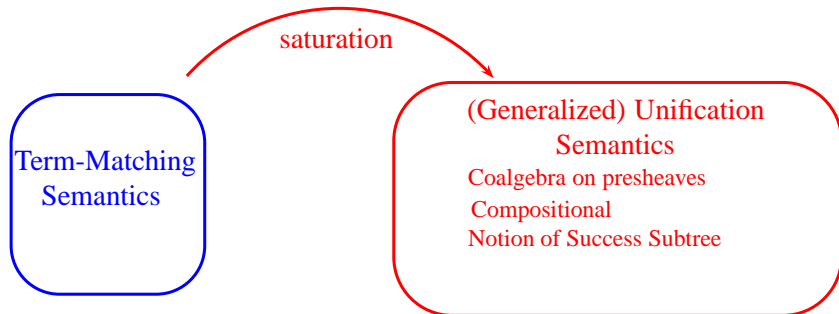 saturation
Term-Matching
Semantics
(Generalized) Unification
Semantics
Coalgebra on presheaves
Compositional
Notion of Success Subtree